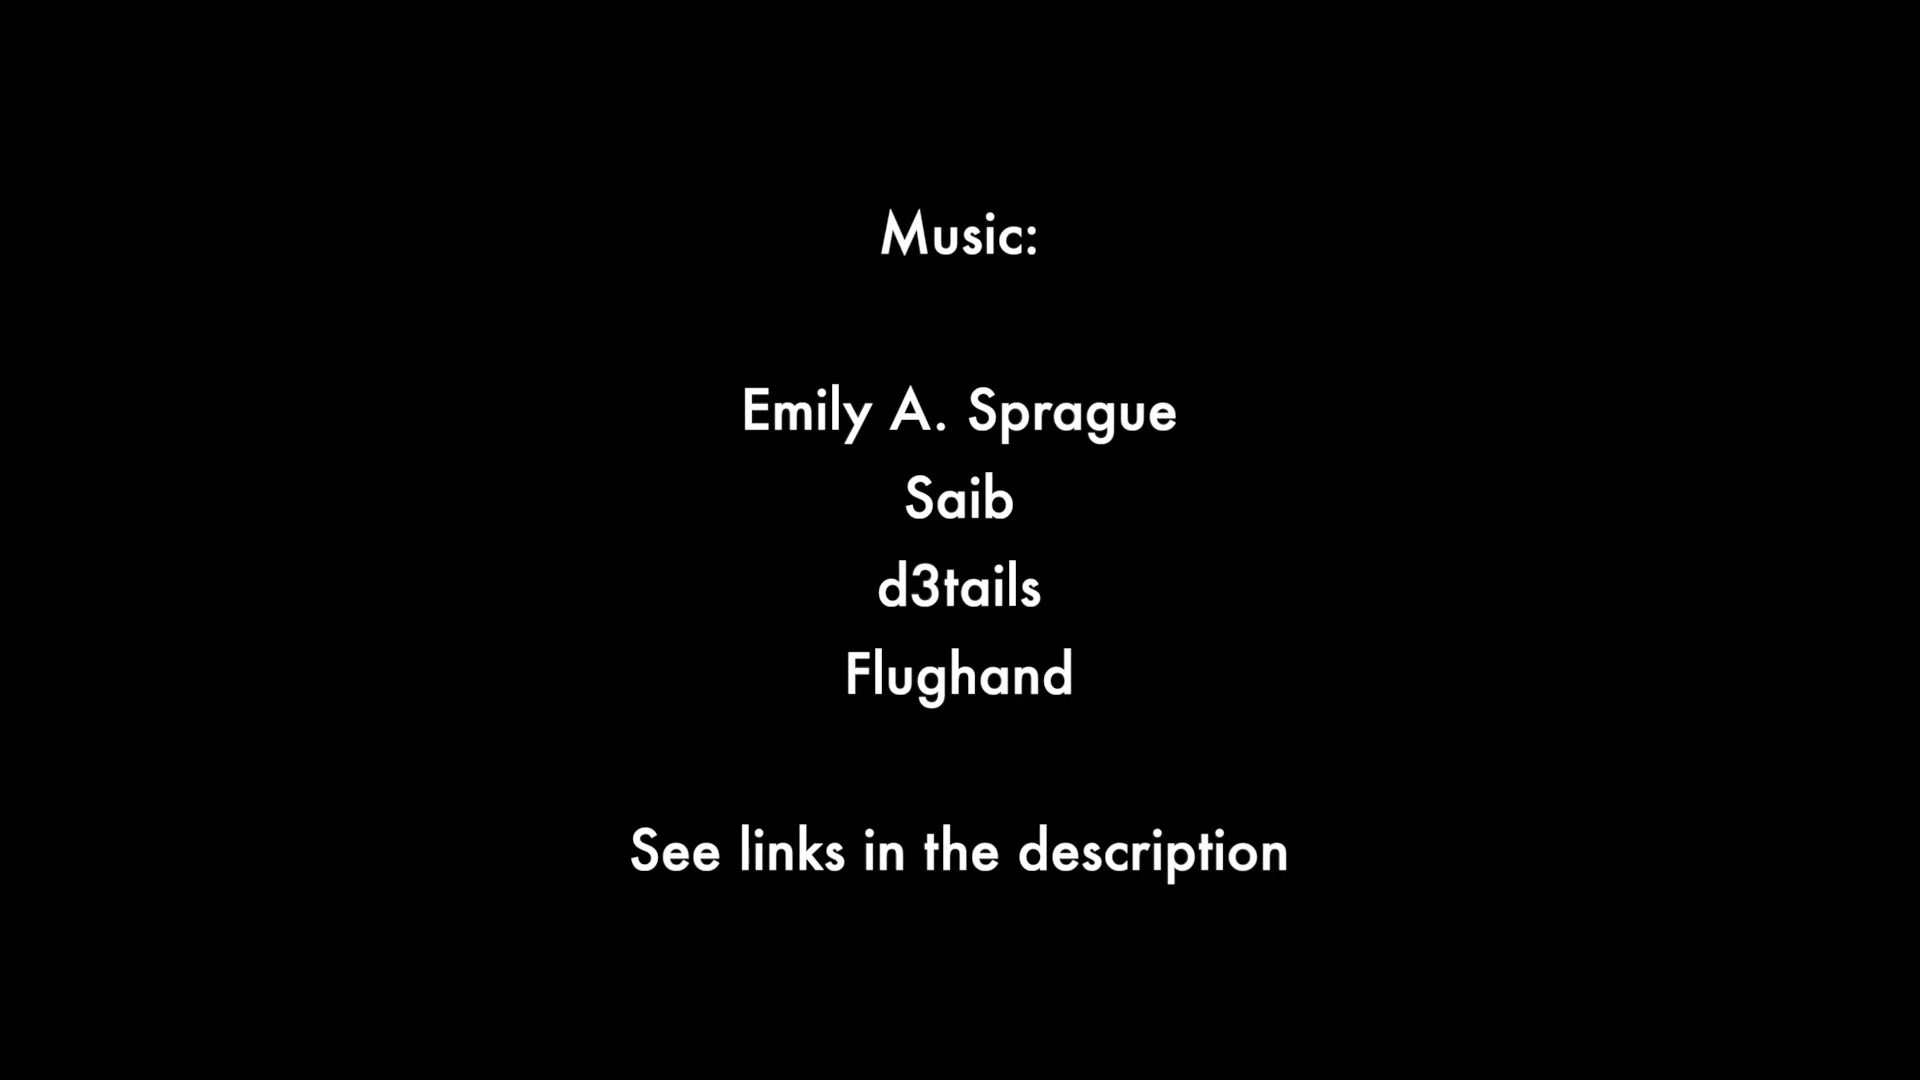 Music:
Emily A. Sprague
Saib
d3tails
Flughand
See links in the description